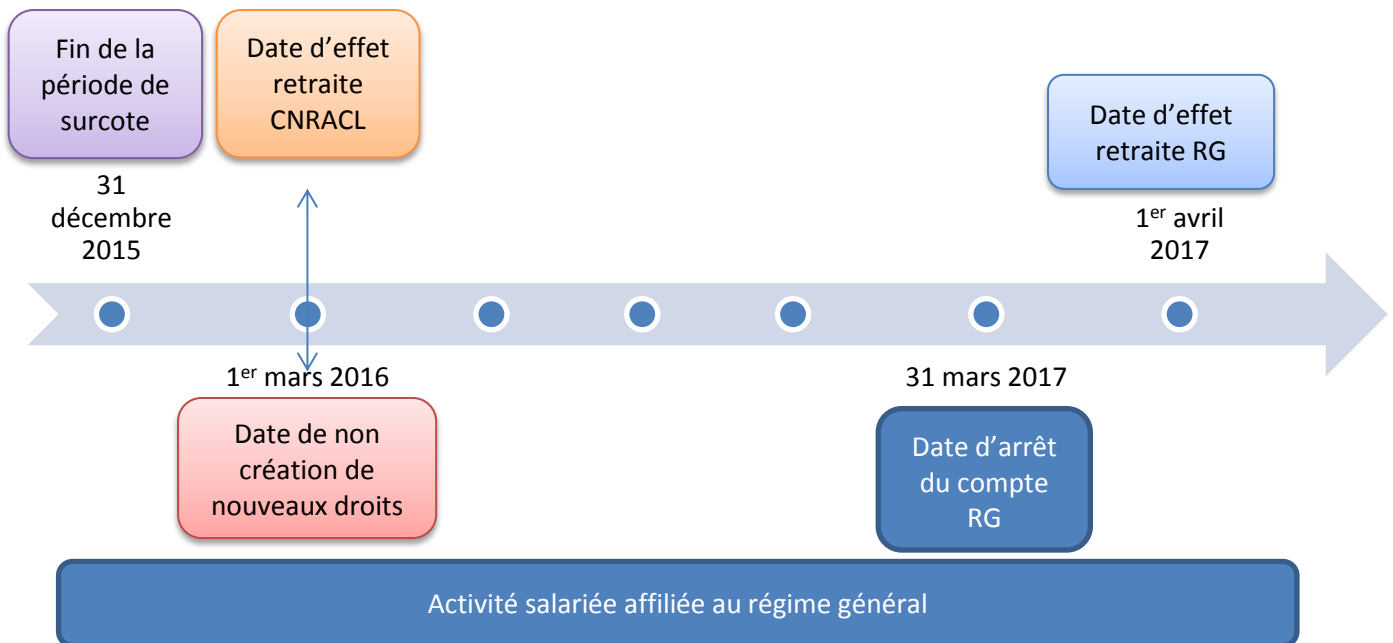 Fin de la
période de
surcote
31
décembre
2015
Date d’effet
retraite
CNRACL
Date d’effet
retraite RG
1er avril
2017
1er mars 2016
Date de non
création de
nouveaux droits
31 mars 2017
Date d’arrêt
du compte
RG
Activité salariée affiliée au régime général